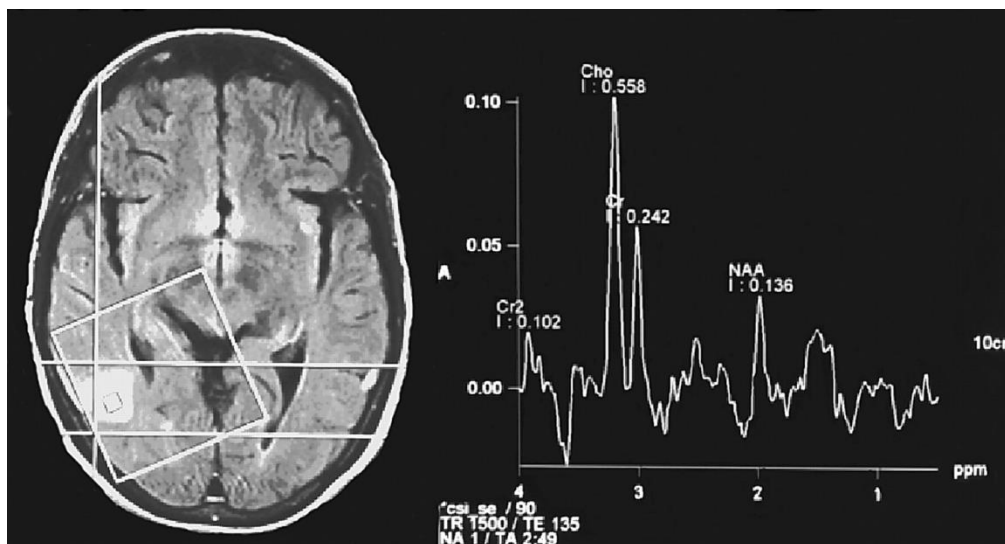 Cho
I : 0.558
0.10
Cr
I : 0.242
0.05
A
NAA
I : 0.136
Cr2
I : 0.102
10cm
0.00
ppm
4
3
2
1
*csi_se / 90
TR 1500 / TE 135
NA 1 / TA 2:49